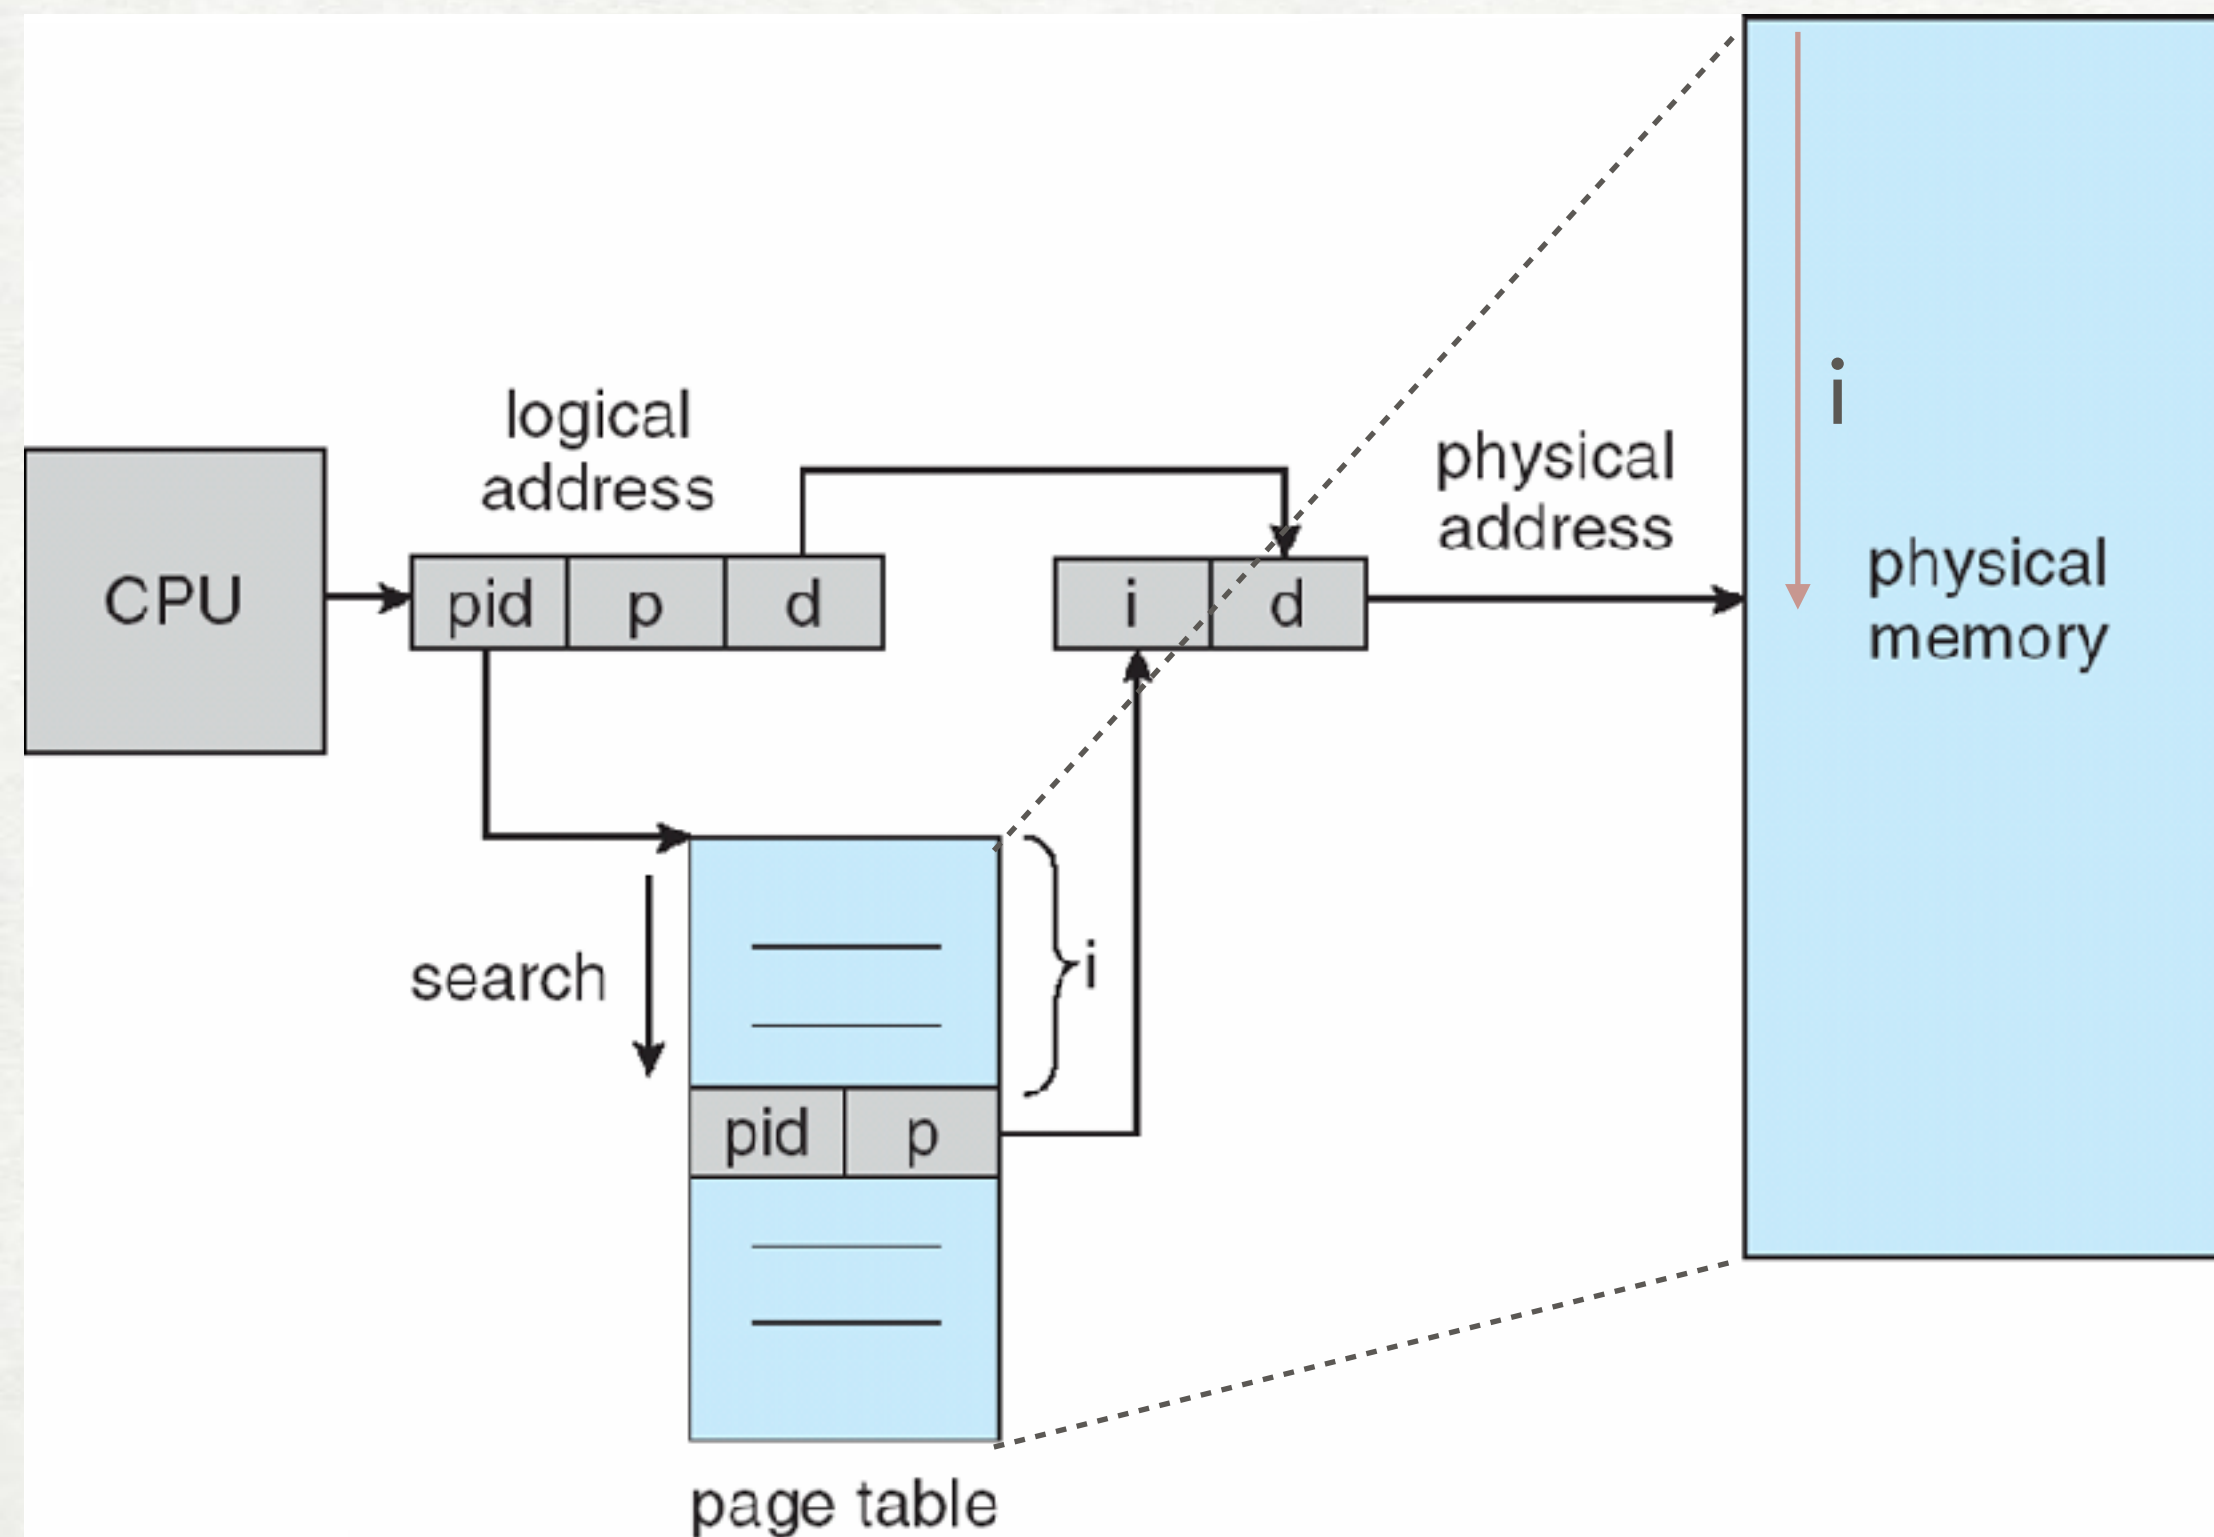 i
logical
address
physical
address
CPU
pid p d
i d
physical
memory
search
i
pid p
page table